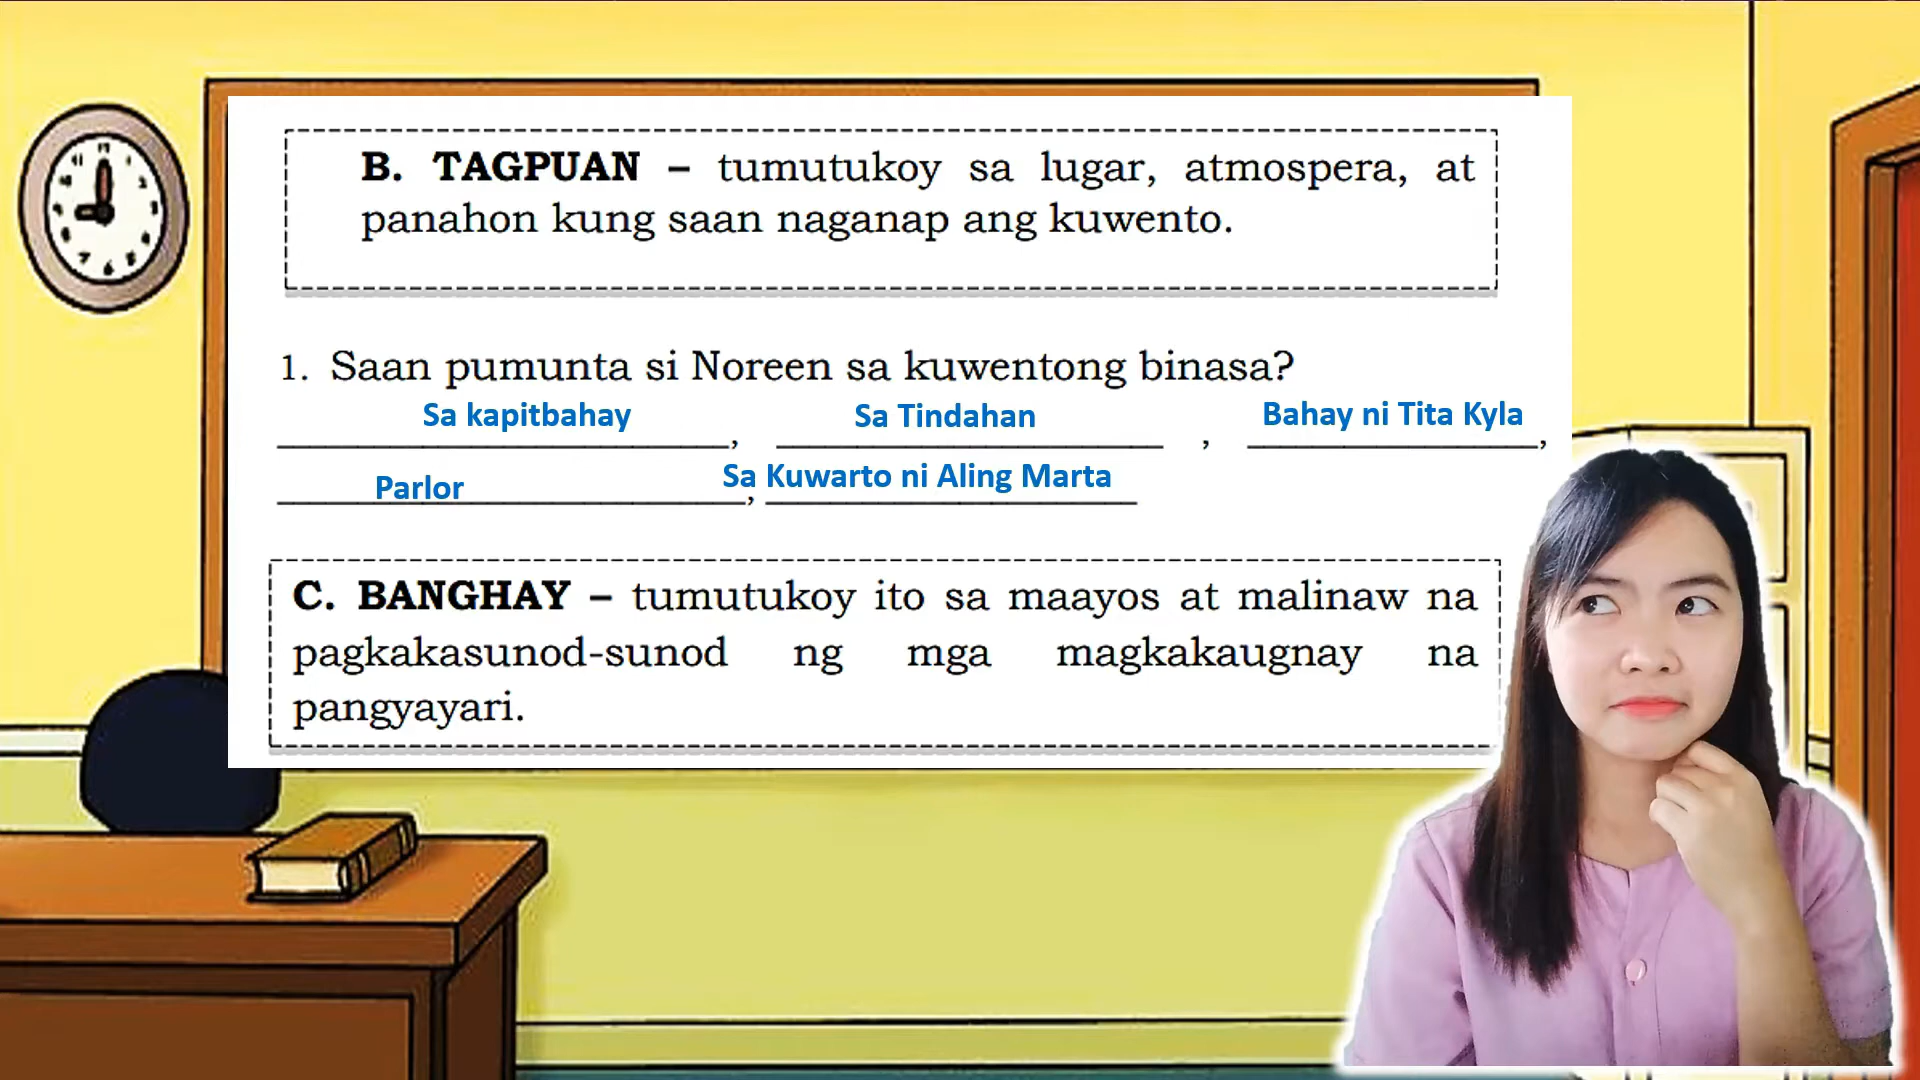 B. TAGPUAN – tumutukoy sa lugar, atmospera, at
panahon kung saan naganap ang kuwento.
1. Saan pumunta si Noreen sa kuwentong binasa?
Sa kapitbahay, Sa Tindahan, Bahay ni Tita Kyla,
Parlor, Sa Kuwarto ni Aling Marta
C. BANGHAY – tumutukoy ito sa maayos at malinaw na
pagkakasunod-sunod ng mga magkakaugnay na
pangyayari.